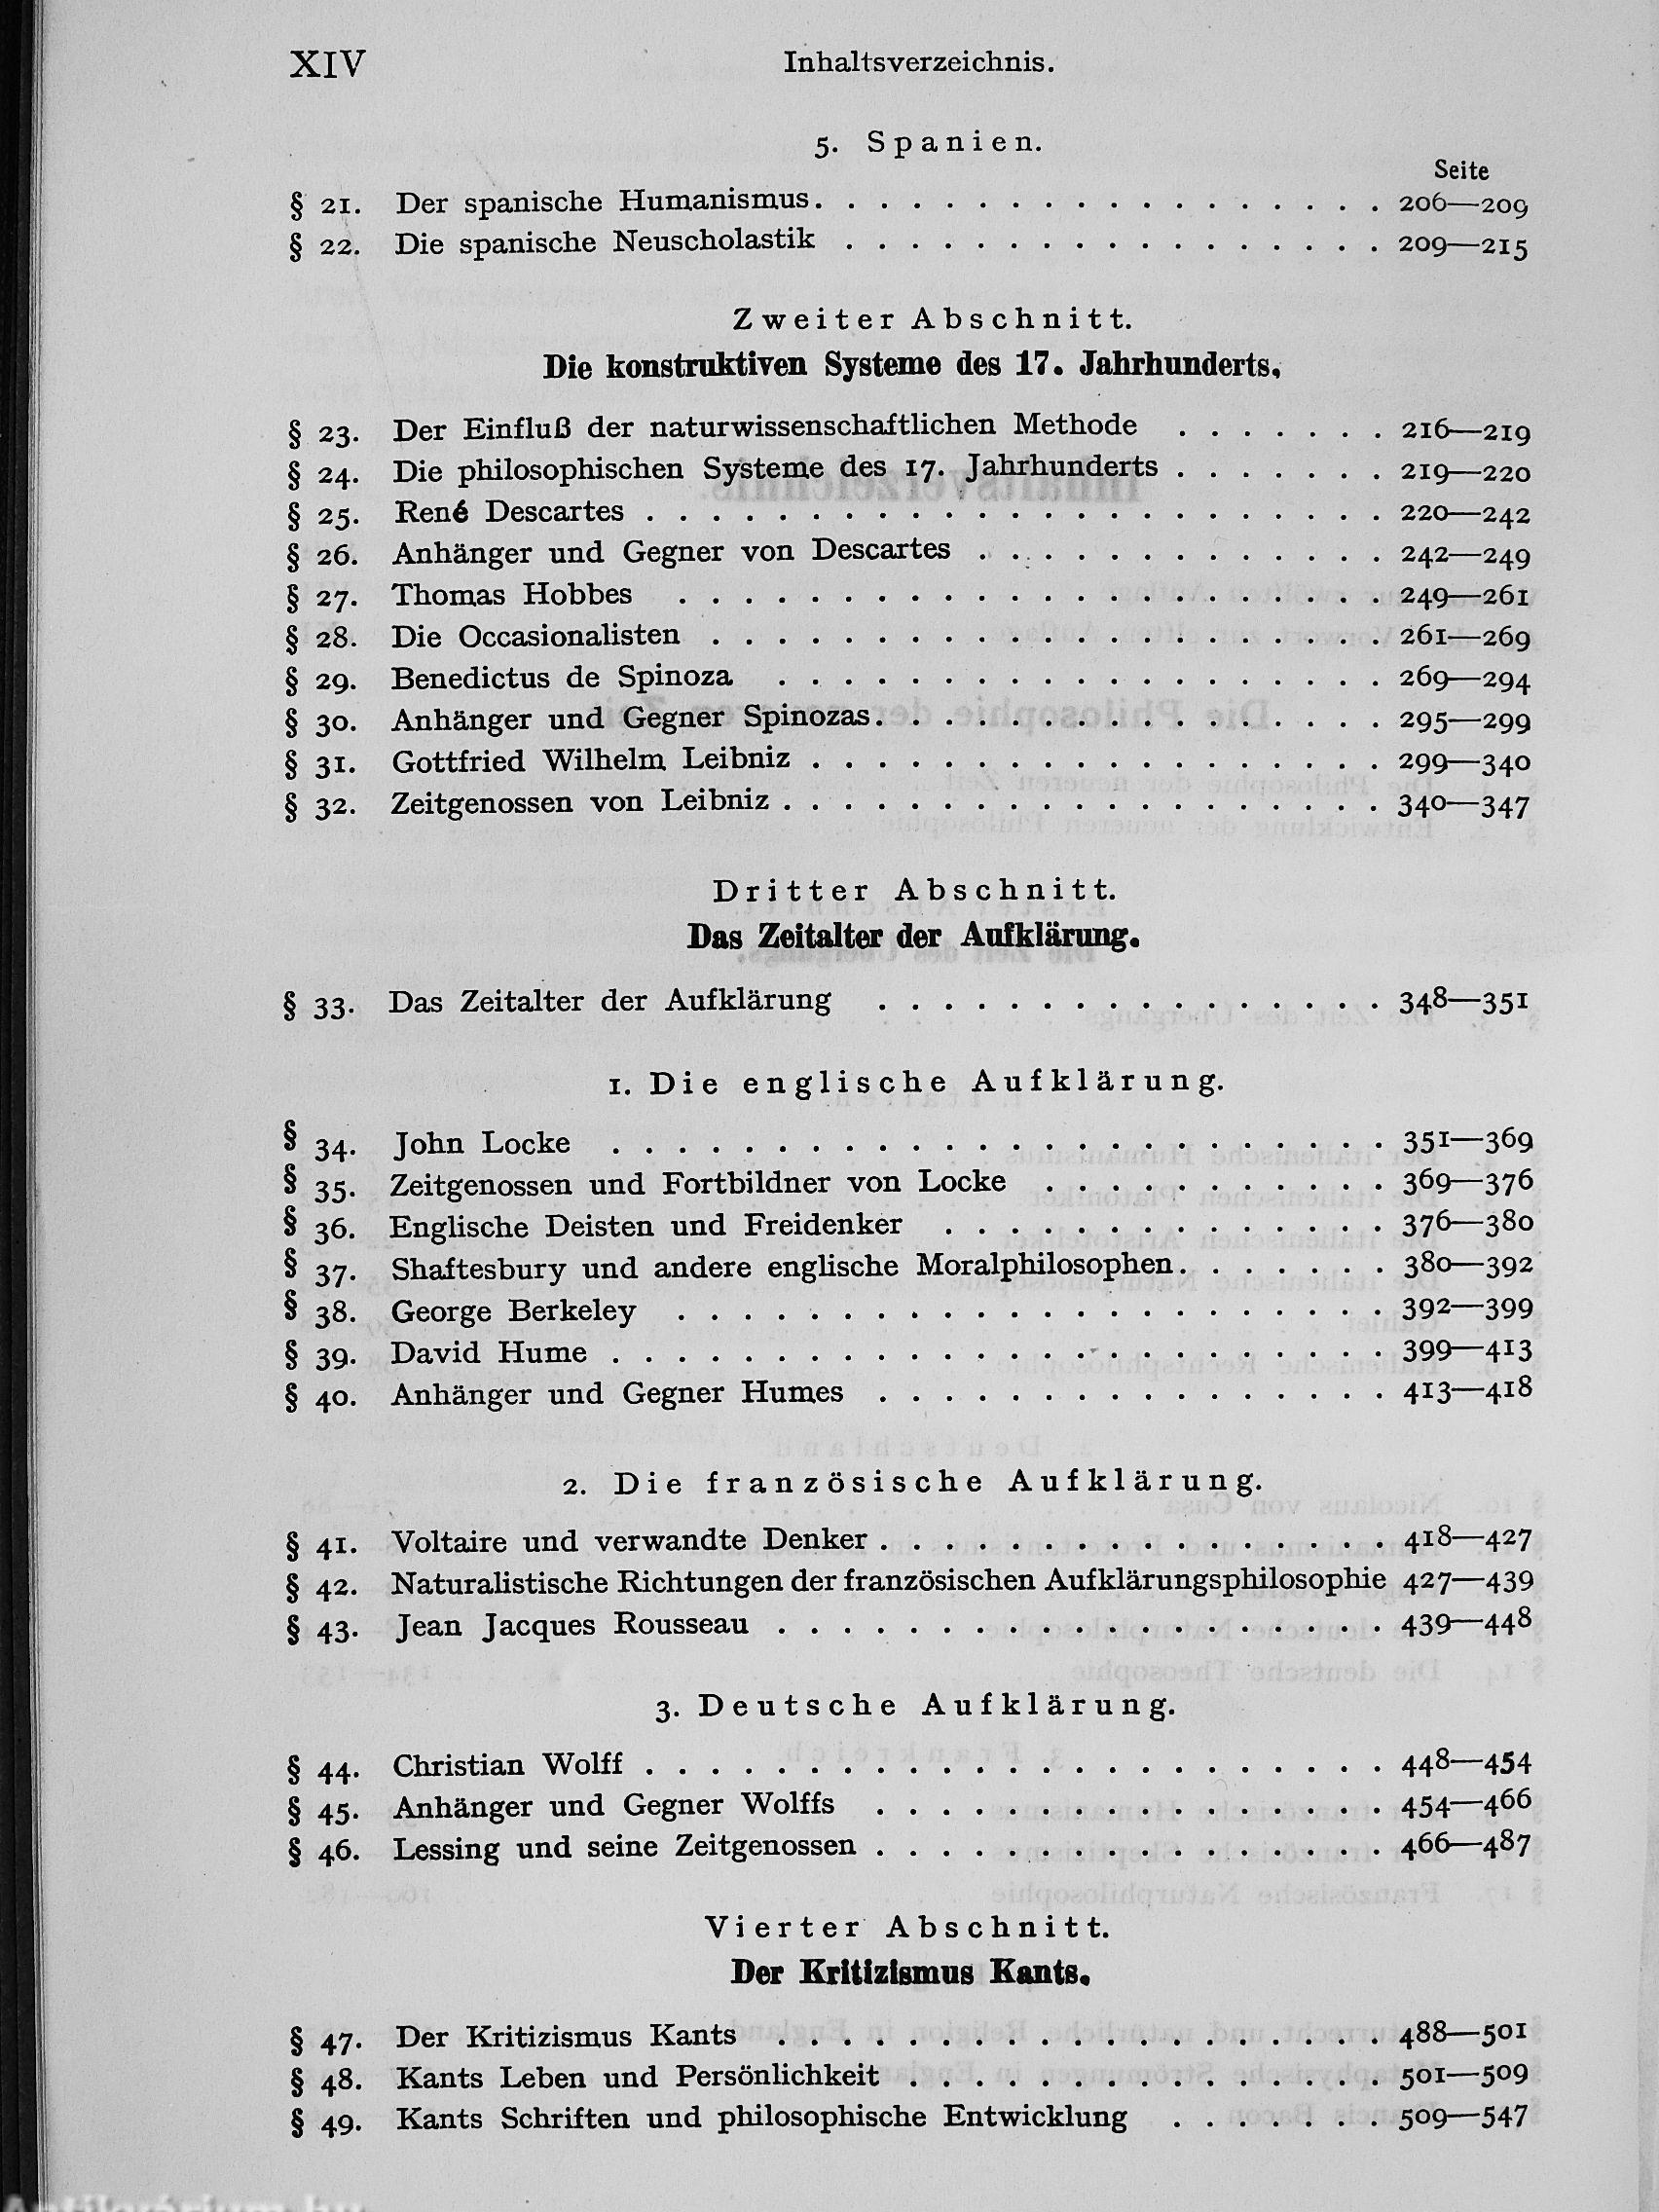 XIV Inhaltsverzeichnis.
5. Spanien.
Seite
§ 21. Der spanische Humanismus. . . . . . . . . . . . . . . . . . 206—209
§ 22. Die spanische Neuscholastik . . . . . . . . . . . . . . . . . 209—215
Zweiter Abschnitt.
Die konstruktiven Systeme des 17. Jahrhunderts.
§ 23. Der Einfluß der naturwissenschaftlichen Methode . . . . . . . 216—219
§ 24. Die philosophischen Systeme des 17. Jahrhunderts . . . . . . . 219—220
§ 25. René Descartes . . . . . . . . . . . . . . . . . . . . . . . 220—242
§ 26. Anhänger und Gegner von Descartes . . . . . . . . . . . . . 242—249
§ 27. Thomas Hobbes . . . . . . . . . . . . . . . . . . . . . . 249—261
§ 28. Die Occasionalisten . . . . . . . . . . . . . . . . . . . . . 261—269
§ 29. Benedictus de Spinoza . . . . . . . . . . . . . . . . . . . 269—294
§ 30. Anhänger und Gegner Spinozas. . . . . . . . . . . . . . . . 295—299
§ 31. Gottfried Wilhelm Leibniz . . . . . . . . . . . . . . . . . . 299—340
§ 32. Zeitgenossen von Leibniz . . . . . . . . . . . . . . . . . . . 340—347
Dritter Abschnitt.
Das Zeitalter der Aufklärung.
§ 33. Das Zeitalter der Aufklärung . . . . . . . . . . . . . . . . 348—351
1. Die englische Aufklärung.
§ 34. John Locke . . . . . . . . . . . . . . . . . . . . . . . . 351—369
§ 35. Zeitgenossen und Fortbildner von Locke . . . . . . . . . . . 369—376
§ 36. Englische Deisten und Freidenker . . . . . . . . . . . . . . 376—380
§ 37. Shaftesbury und andere englische Moralphilosophen. . . . . . . 380—392
§ 38. George Berkeley . . . . . . . . . . . . . . . . . . . . . . 392—399
§ 39. David Hume . . . . . . . . . . . . . . . . . . . . . . . . 399—413
§ 40. Anhänger und Gegner Humes . . . . . . . . . . . . . . . . 413—418
2. Die französische Aufklärung.
§ 41. Voltaire und verwandte Denker . . . . . . . . . . . . . . . . 418—427
§ 42. Naturalistische Richtungen der französischen Aufklärungsphilosophie 427—439
§ 43. Jean Jacques Rousseau . . . . . . . . . . . . . . . . . . . 439—448
3. Deutsche Aufklärung.
§ 44. Christian Wolff . . . . . . . . . . . . . . . . . . . . . . . 448—454
§ 45. Anhänger und Gegner Wolffs . . . . . . . . . . . . . . . . 454—466
§ 46. Lessing und seine Zeitgenossen . . . . . . . . . . . . . . . . 466—487
Vierter Abschnitt.
Der Kritizismus Kants.
§ 47. Der Kritizismus Kants . . . . . . . . . . . . . . . . . . . 488—501
§ 48. Kants Leben und Persönlichkeit . . . . . . . . . . . . . . . 501—509
§ 49. Kants Schriften und philosophische Entwicklung . . . . . . . 509—547